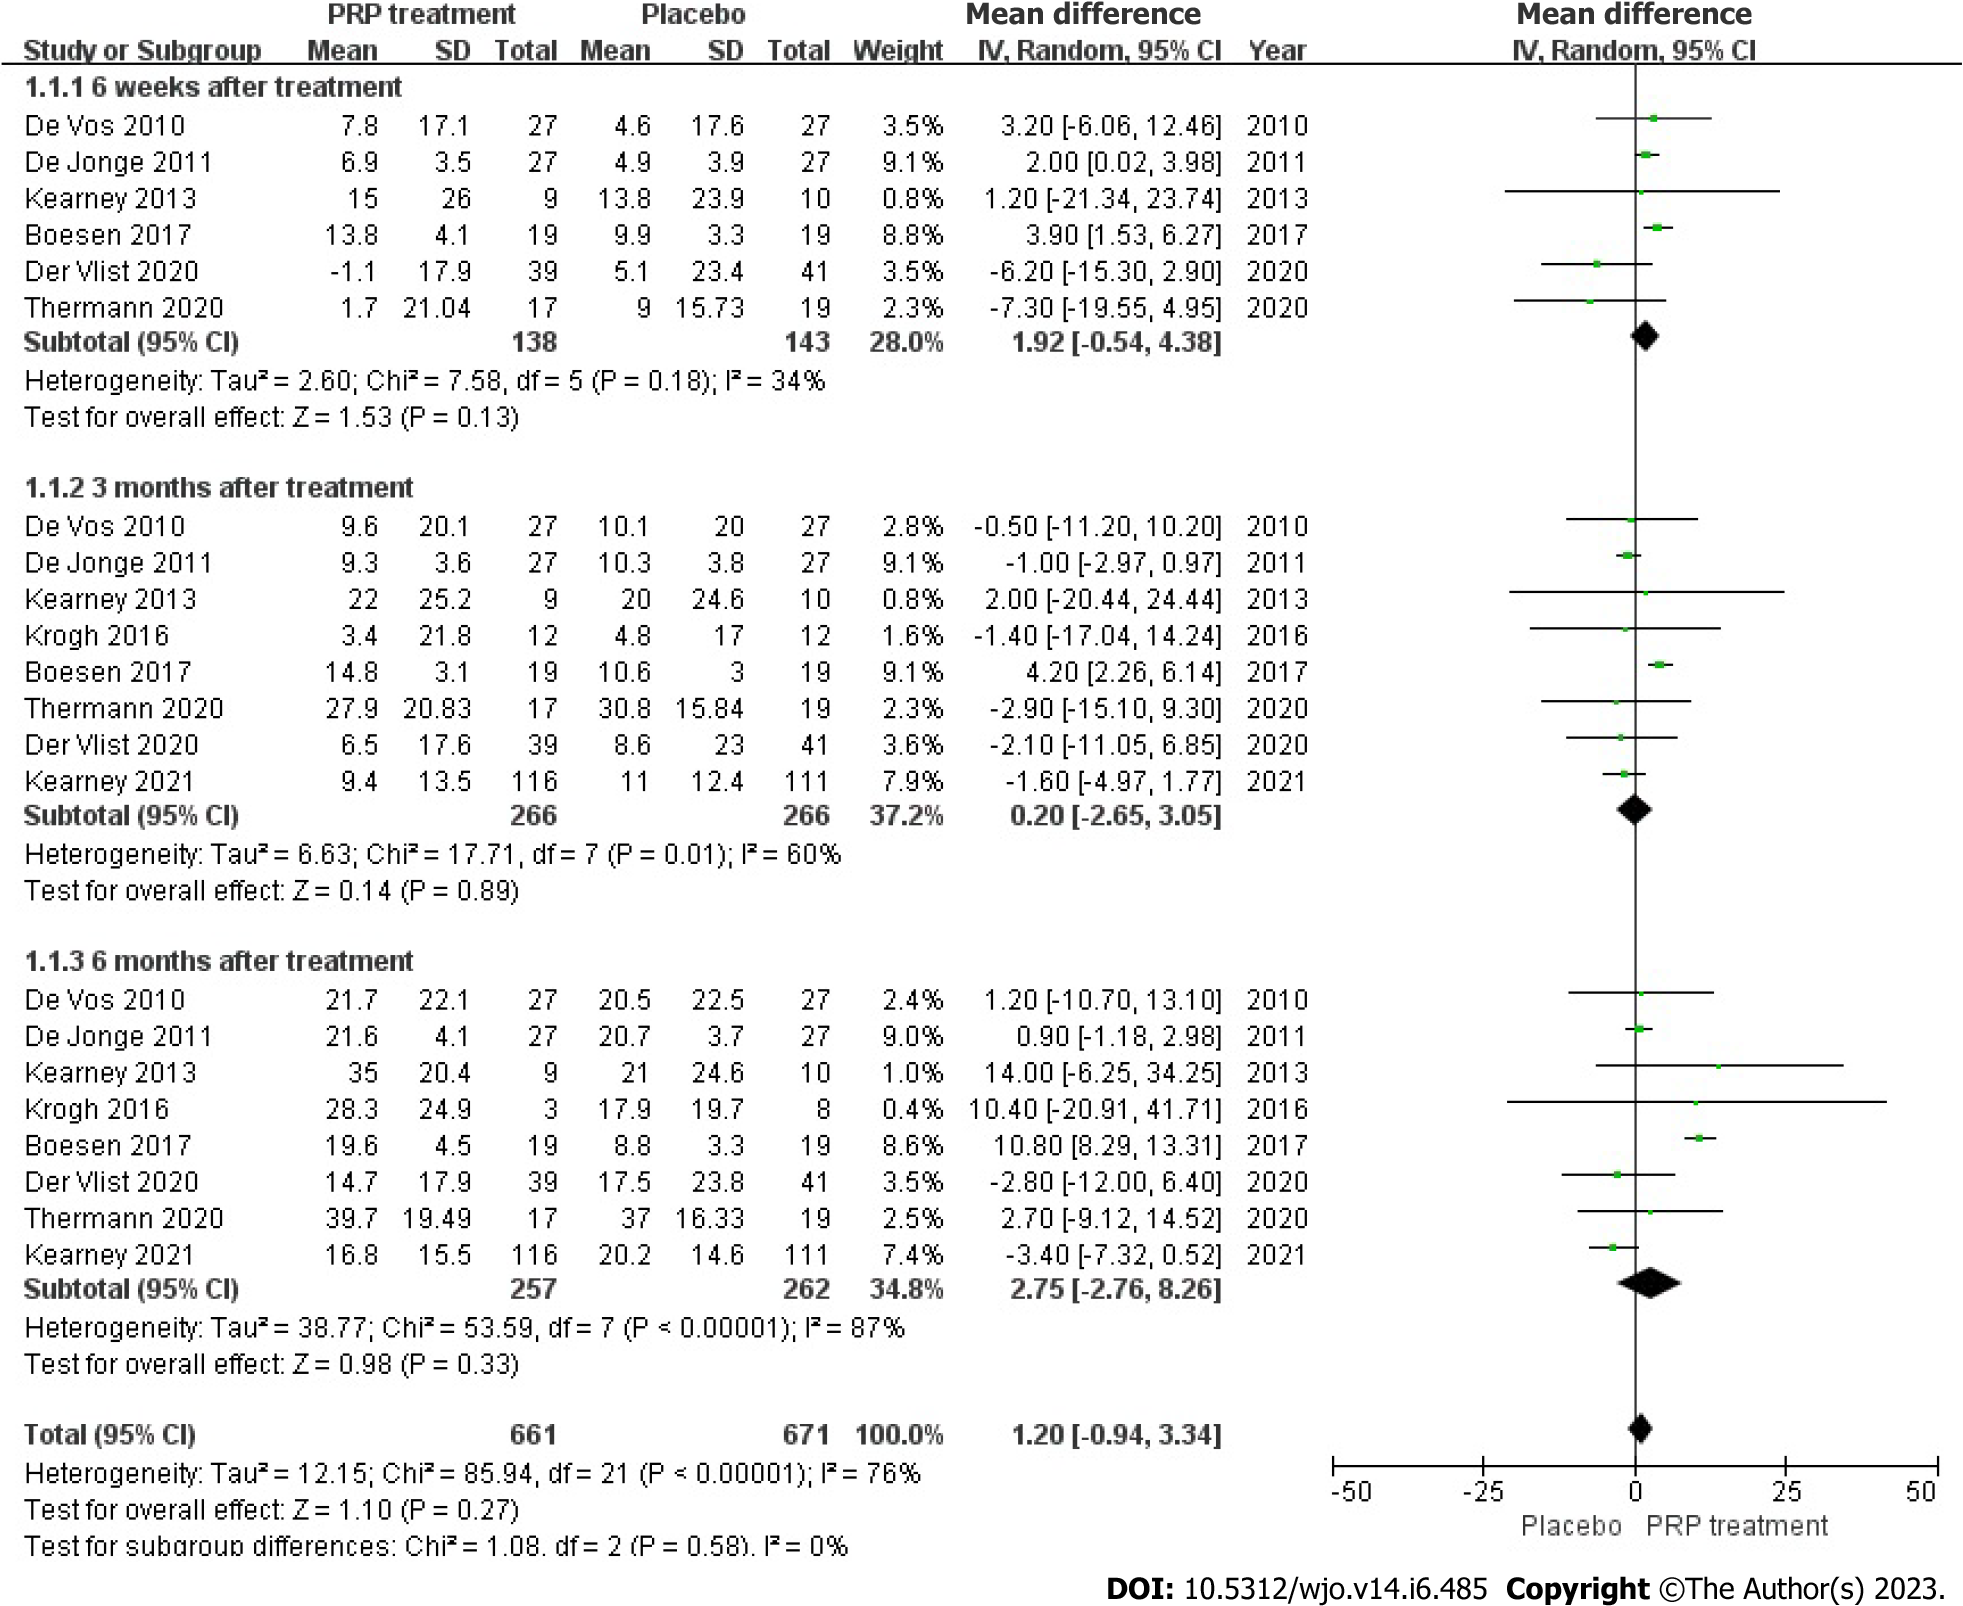 PRP treatment Placebo Mean difference Mean difference
Study or Subgroup Mean SD Total Mean SD Total Weight IV, Random, 95% CI Year IV, Random, 95% CI
1.1.1 6 weeks after treatment
De Vos 2010 7.8 17.1 27 4.6 17.6 27 3.5% 3.20 [-6.06, 12.46] 2010
De Jonge 2011 6.9 3.5 27 4.9 3.9 27 9.1% 2.00 [0.02, 3.98] 2011
Kearney 2013 15 26 9 13.8 23.9 10 0.8% 1.20 [-21.34, 23.74] 2013
Boesen 2017 13.8 4.1 19 9.9 3.3 19 8.8% 3.90 [1.53, 6.27] 2017
Der Vlist 2020 -1.1 17.9 39 5.1 23.4 41 3.5% -6.20 [-15.30, 2.90] 2020
Thermann 2020 1.7 21.04 17 9 15.73 19 2.3% -7.30 [-19.55, 4.95] 2020
Subtotal (95% CI) 138 143 28.0% 1.92 [-0.54, 4.38]
Heterogeneity: Tau² = 2.60; Chi² = 7.58, df = 5 (P = 0.18); I² = 34%
Test for overall effect: Z = 1.53 (P = 0.13)
1.1.2 3 months after treatment
De Vos 2010 9.6 20.1 27 10.1 20 27 2.8% -0.50 [-11.20, 10.20] 2010
De Jonge 2011 9.3 3.6 27 10.3 3.8 27 9.1% -1.00 [-2.97, 0.97] 2011
Kearney 2013 22 25.2 9 20 24.6 10 0.8% 2.00 [-20.44, 24.44] 2013
Krogh 2016 3.4 21.8 12 4.8 17 12 1.6% -1.40 [-17.04, 14.24] 2016
Boesen 2017 14.8 3.1 19 10.6 3 19 9.1% 4.20 [2.26, 6.14] 2017
Thermann 2020 27.9 20.83 17 30.8 15.84 19 2.3% -2.90 [-15.10, 9.30] 2020
Der Vlist 2020 6.5 17.6 39 8.6 23 41 3.6% -2.10 [-11.05, 6.85] 2020
Kearney 2021 9.4 13.5 116 11 12.4 111 7.9% -1.60 [-4.97, 1.77] 2021
Subtotal (95% CI) 266 266 37.2% 0.20 [-2.65, 3.05]
Heterogeneity: Tau² = 6.63; Chi² = 17.71, df = 7 (P = 0.01); I² = 60%
Test for overall effect: Z = 0.14 (P = 0.89)
1.1.3 6 months after treatment
De Vos 2010 21.7 22.1 27 20.5 22.5 27 2.4% 1.20 [-10.70, 13.10] 2010
De Jonge 2011 21.6 4.1 27 20.7 3.7 27 9.0% 0.90 [-1.18, 2.98] 2011
Kearney 2013 35 20.4 9 21 24.6 10 1.0% 14.00 [-6.25, 34.25] 2013
Krogh 2016 28.3 24.9 3 17.9 19.7 8 0.4% 10.40 [-20.91, 41.71] 2016
Boesen 2017 19.6 4.5 19 8.8 3.3 19 8.6% 10.80 [8.29, 13.31] 2017
Der Vlist 2020 14.7 17.9 39 17.5 23.8 41 3.5% -2.80 [-12.00, 6.40] 2020
Thermann 2020 39.7 19.49 17 37 16.33 19 2.5% 2.70 [-9.12, 14.52] 2020
Kearney 2021 16.8 15.5 116 20.2 14.6 111 7.4% -3.40 [-7.32, 0.52] 2021
Subtotal (95% CI) 257 262 34.8% 2.75 [-2.76, 8.26]
Heterogeneity: Tau² = 38.77; Chi² = 53.59, df = 7 (P < 0.00001); I² = 87%
Test for overall effect: Z = 0.98 (P = 0.33)
Total (95% CI) 661 671 100.0% 1.20 [-0.94, 3.34]
Heterogeneity: Tau² = 12.15; Chi² = 85.94, df = 21 (P < 0.00001); I² = 76%
-50 -25 0 25 50
Test for overall effect: Z = 1.10 (P = 0.27)
Placebo PRP treatment
Test for subgroup differences: Chi² = 1.08. df = 2 (P = 0.58). I² = 0%
DOI: 10.5312/wjo.v14.i6.485 Copyright ©The Author(s) 2023.